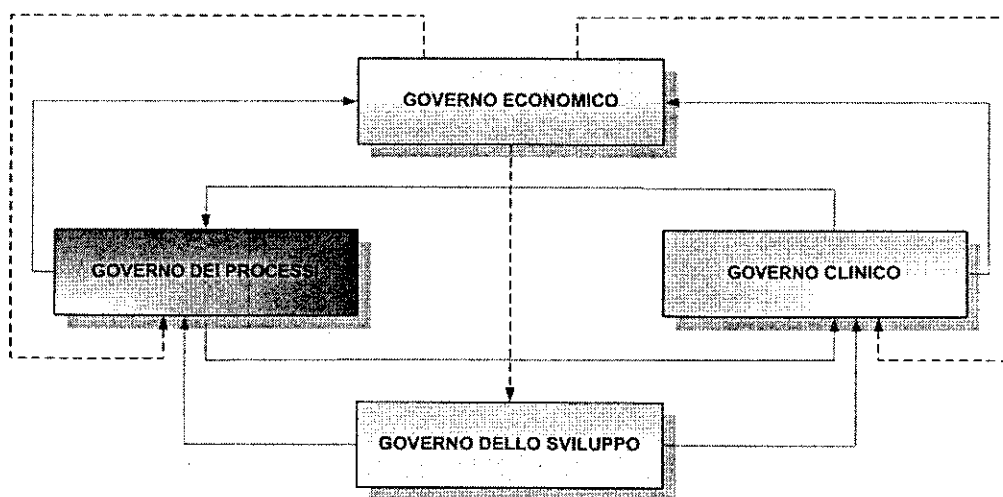 GOVERNO ECONOMICO
GOVERNO DEI PROCESSI
GOVERNO CLINICO
GOVERNO DELLO SVILUPPO